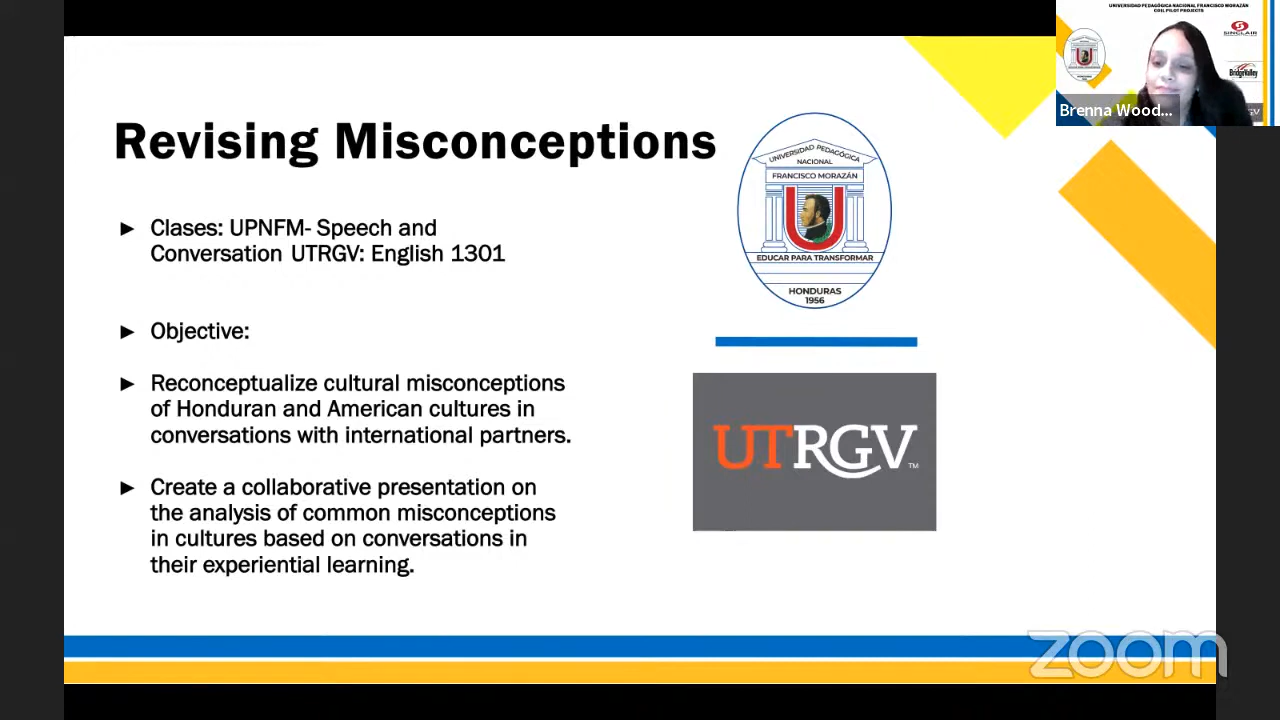 UNIVERSIDAD PEDAGÓGICA NACIONAL FRANCISCO MORAZÁN
COIL PILOT PROJECTS
SINCLAIR
BridgeValley
Brenna Wood...
Revising Misconceptions
► Clases: UPNFM- Speech and
Conversation UTRGV: English 1301
► Objective:
► Reconceptualize cultural misconceptions
of Honduran and American cultures in
conversations with international partners.
► Create a collaborative presentation on
the analysis of common misconceptions
in cultures based on conversations in
their experiential learning.
UNIVERSIDAD PEDAGÓGICA
NACIONAL
FRANCISCO MORAZÁN
EDUCAR PARA TRANSFORMAR
HONDURAS
1956
UTRGV™
zoom